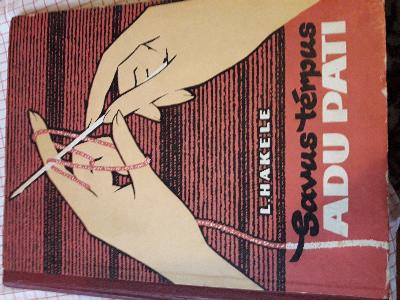 L. HAKELE
Savus tērpus
ADU PATI